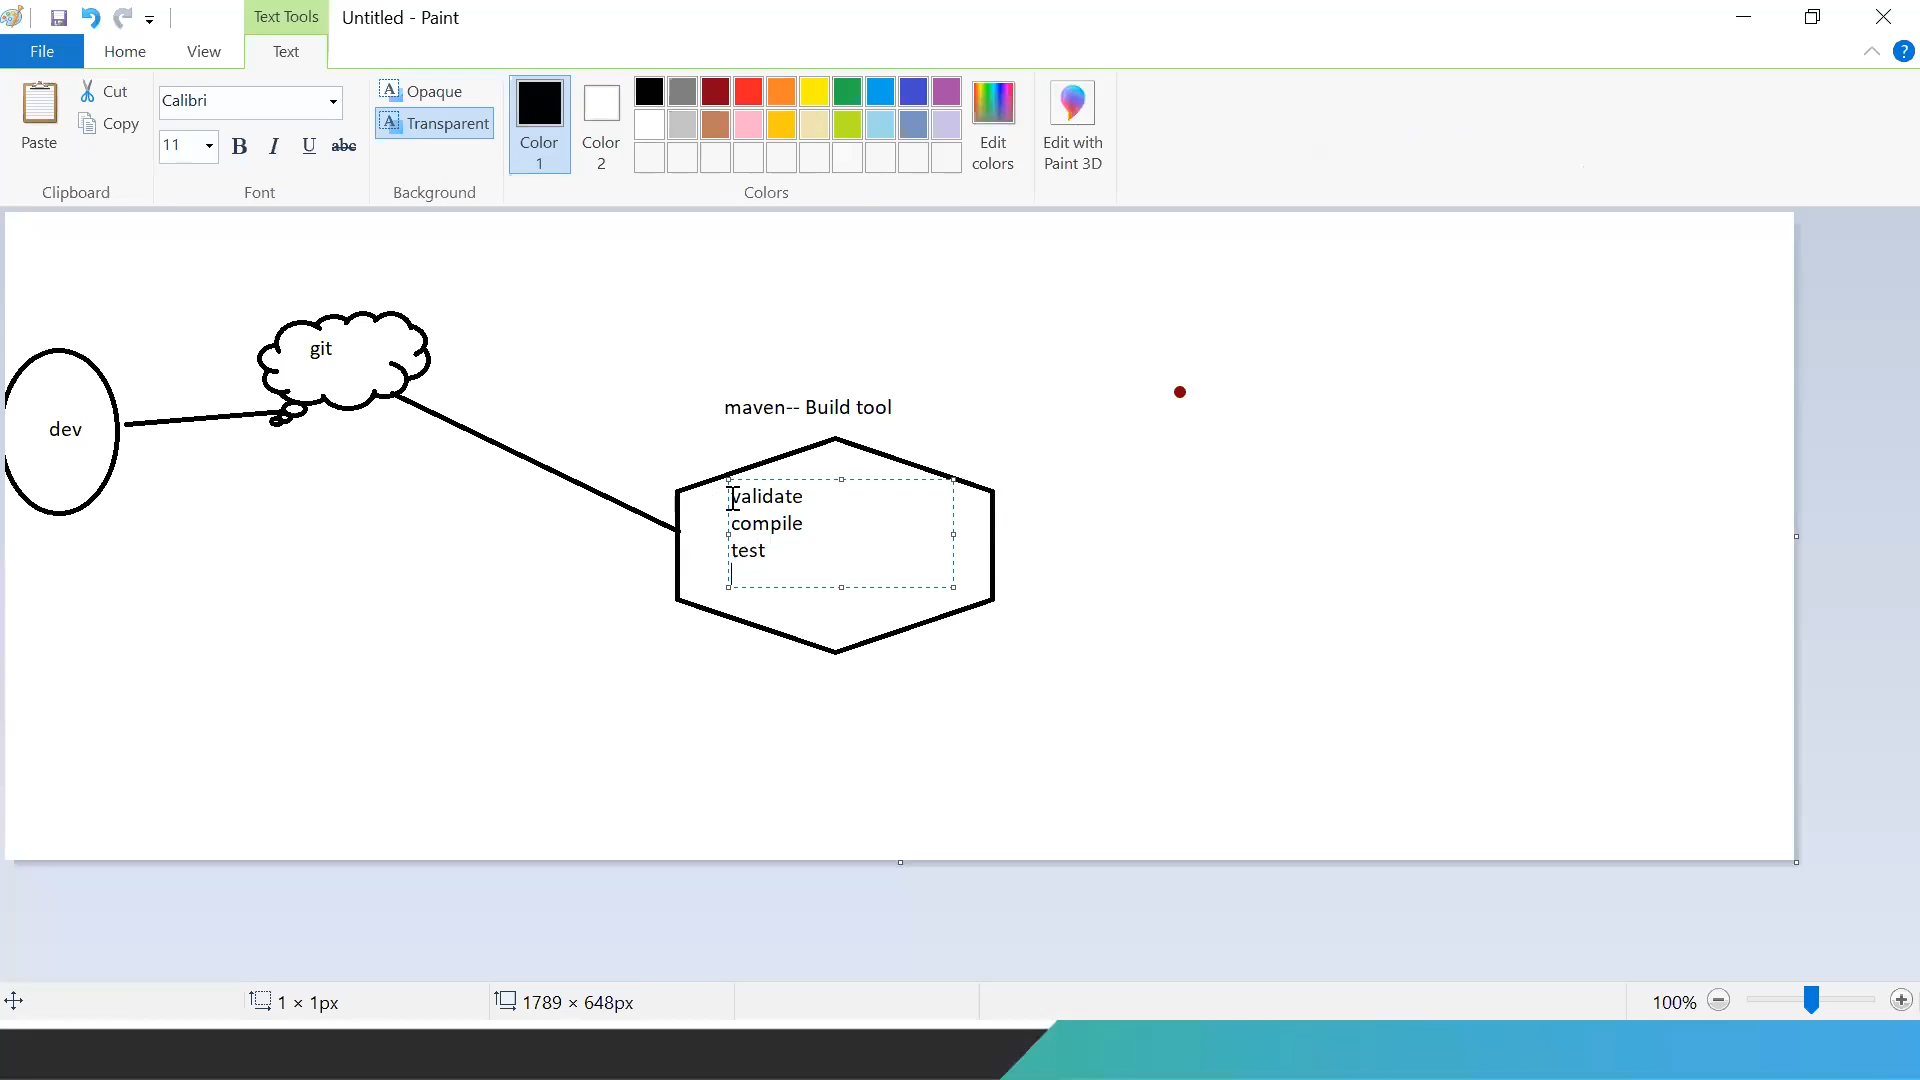 Text Tools
Untitled - Paint
File
Home
View
Text
Paste
Cut
Copy
Clipboard
Calibri
11
B I U abc
Font
A Opaque
A Transparent
Background
Color
1
Color
2
Edit
colors
Colors
Edit with
Paint 3D
?
git
dev
maven-- Build tool
validate
compile
test
1 × 1px
1789 × 648px
100%